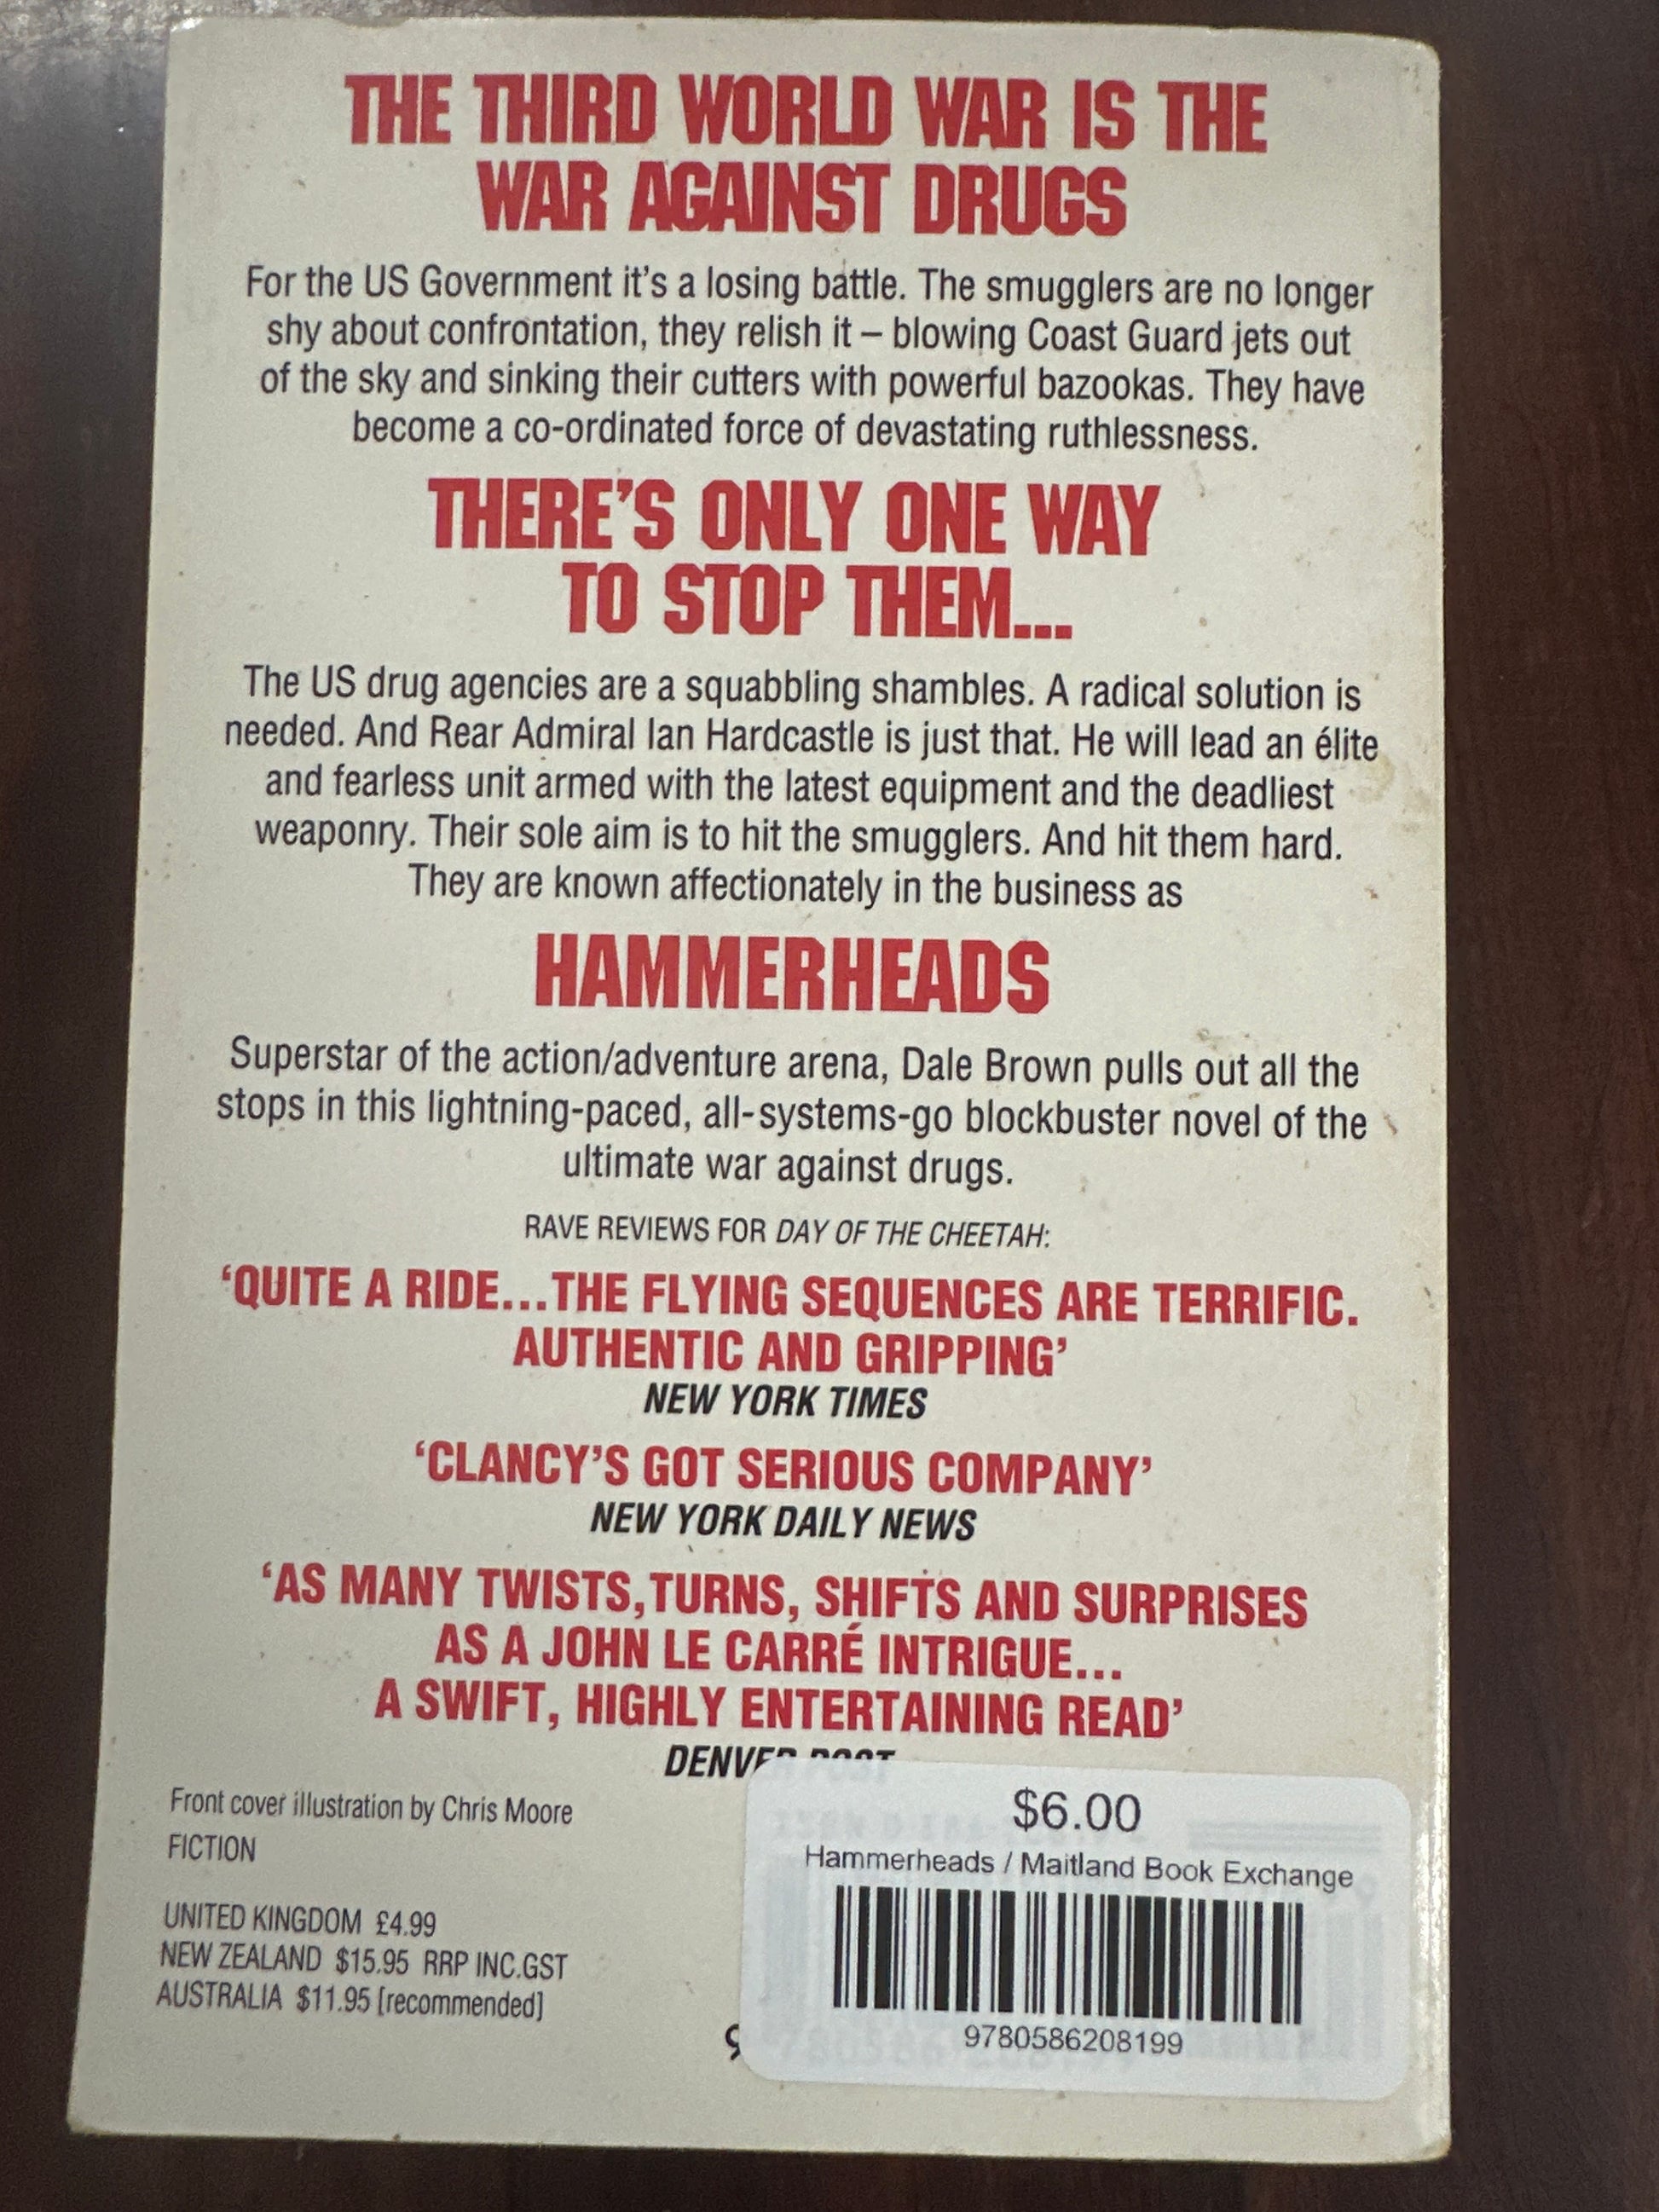 THE THIRD WORLD WAR IS THE
WAR AGAINST DRUGS
For the US Government it’s a losing battle. The smugglers are no longer
shy about confrontation, they relish it – blowing Coast Guard jets out
of the sky and sinking their cutters with powerful bazookas. They have
become a co-ordinated force of devastating ruthlessness.
THERE’S ONLY ONE WAY
TO STOP THEM...
The US drug agencies are a squabbling shambles. A radical solution is
needed. And Rear Admiral Ian Hardcastle is just that. He will lead an élite
and fearless unit armed with the latest equipment and the deadliest
weaponry. Their sole aim is to hit the smugglers. And hit them hard.
They are known affectionately in the business as
HAMMERHEADS
Superstar of the action/adventure arena, Dale Brown pulls out all the
stops in this lightning-paced, all-systems-go blockbuster novel of the
ultimate war against drugs.
RAVE REVIEWS FOR DAY OF THE CHEETAH:
‘QUITE A RIDE...THE FLYING SEQUENCES ARE TERRIFIC.
AUTHENTIC AND GRIPPING’
NEW YORK TIMES
‘CLANCY’S GOT SERIOUS COMPANY’
NEW YORK DAILY NEWS
‘AS MANY TWISTS,TURNS, SHIFTS AND SURPRISES
AS A JOHN LE CARRÉ INTRIGUE...
A SWIFT, HIGHLY ENTERTAINING READ’
DENVER POST
Front cover illustration by Chris Moore
FICTION
UNITED KINGDOM £4.99
NEW ZEALAND $15.95 RRP INC.GST
AUSTRALIA $11.95 [recommended]
$6.00
Hammerheads / Maitland Book Exchange
9780586208199